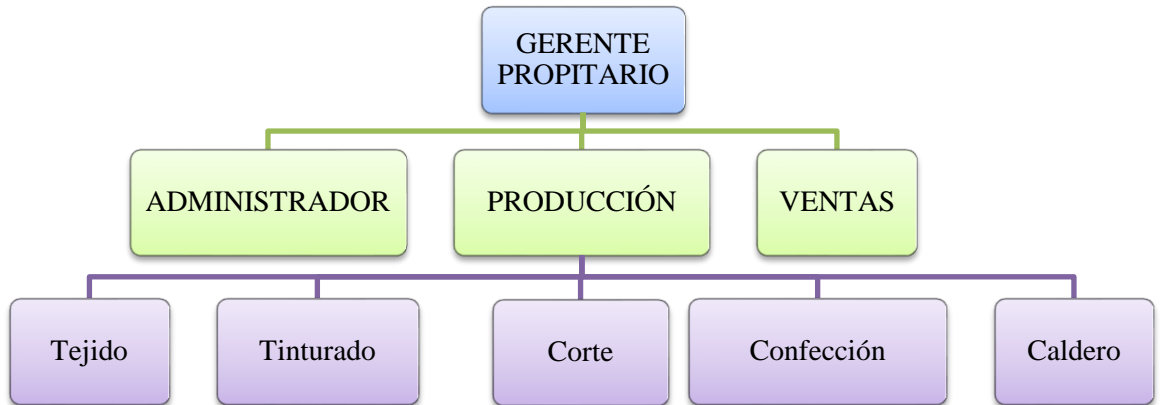 GERENTE
PROPITARIO
ADMINISTRADOR
PRODUCCIÓN
VENTAS
Tejido
Tinturado
Corte
Confección
Caldero